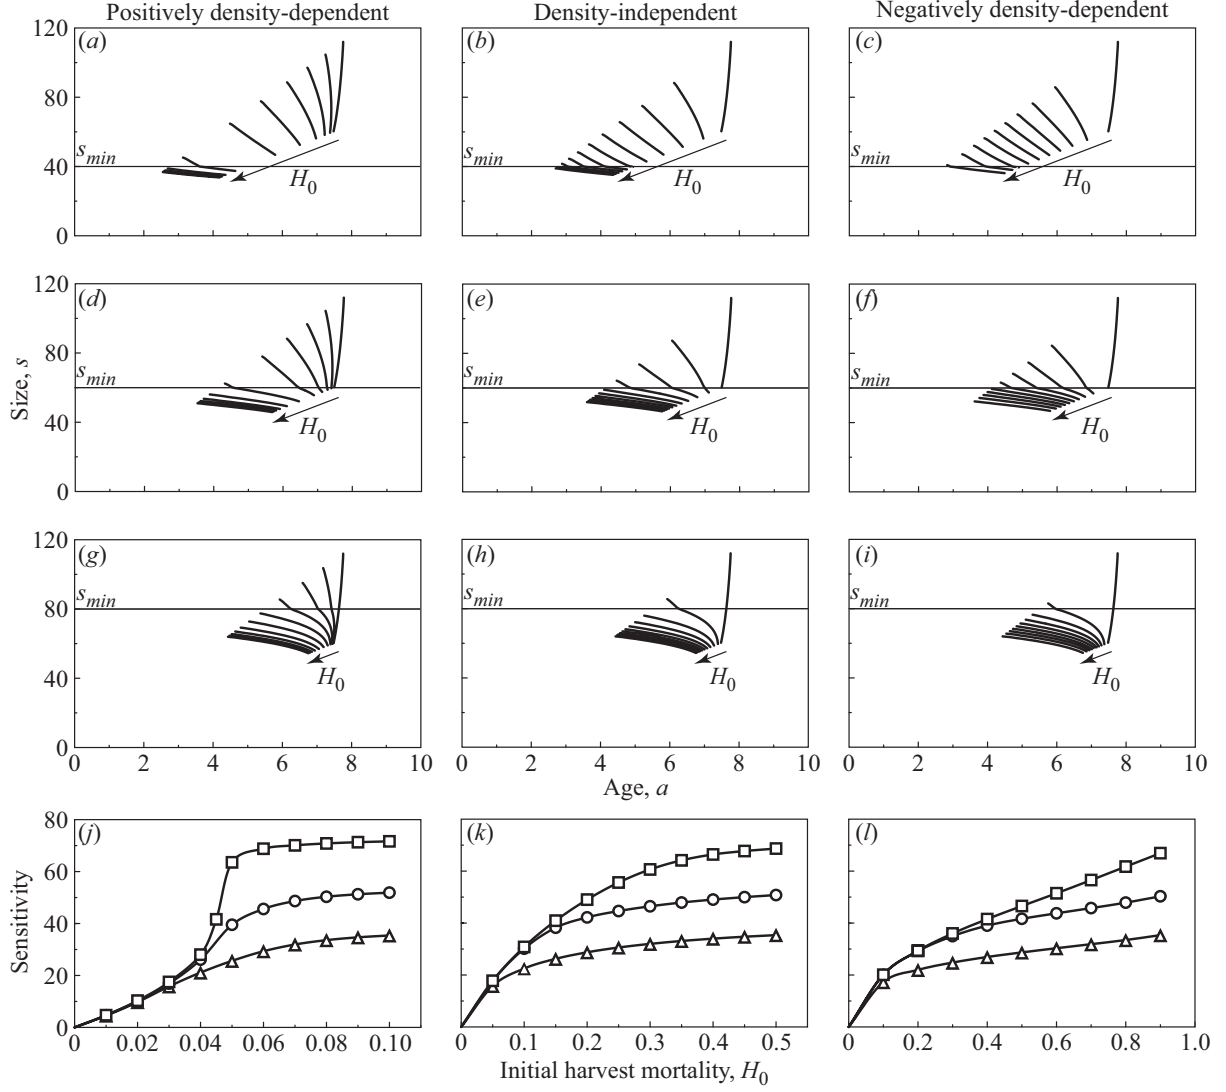 Positively density-dependent Density-independent Negatively density-dependent
120 (a) (b) (c)
80
s_min s_min s_min
40
H_0 H_0 H_0
0
120 (d) (e) (f)
80
s_min s_min s_min
Size, s
40
H_0 H_0 H_0
0
120 (g) (h) (i)
80 s_min s_min s_min
40
H_0 H_0 H_0
0
0 2 4 6 8 10 0 2 4 6 8 10 0 2 4 6 8 10
Age, a
80 (j) (k) (l)
60
40
Sensitivity
20
0
0 0.02 0.04 0.06 0.08 0.10 0 0.1 0.2 0.3 0.4 0.5 0 0.2 0.4 0.6 0.8 1.0
Initial harvest mortality, H_0